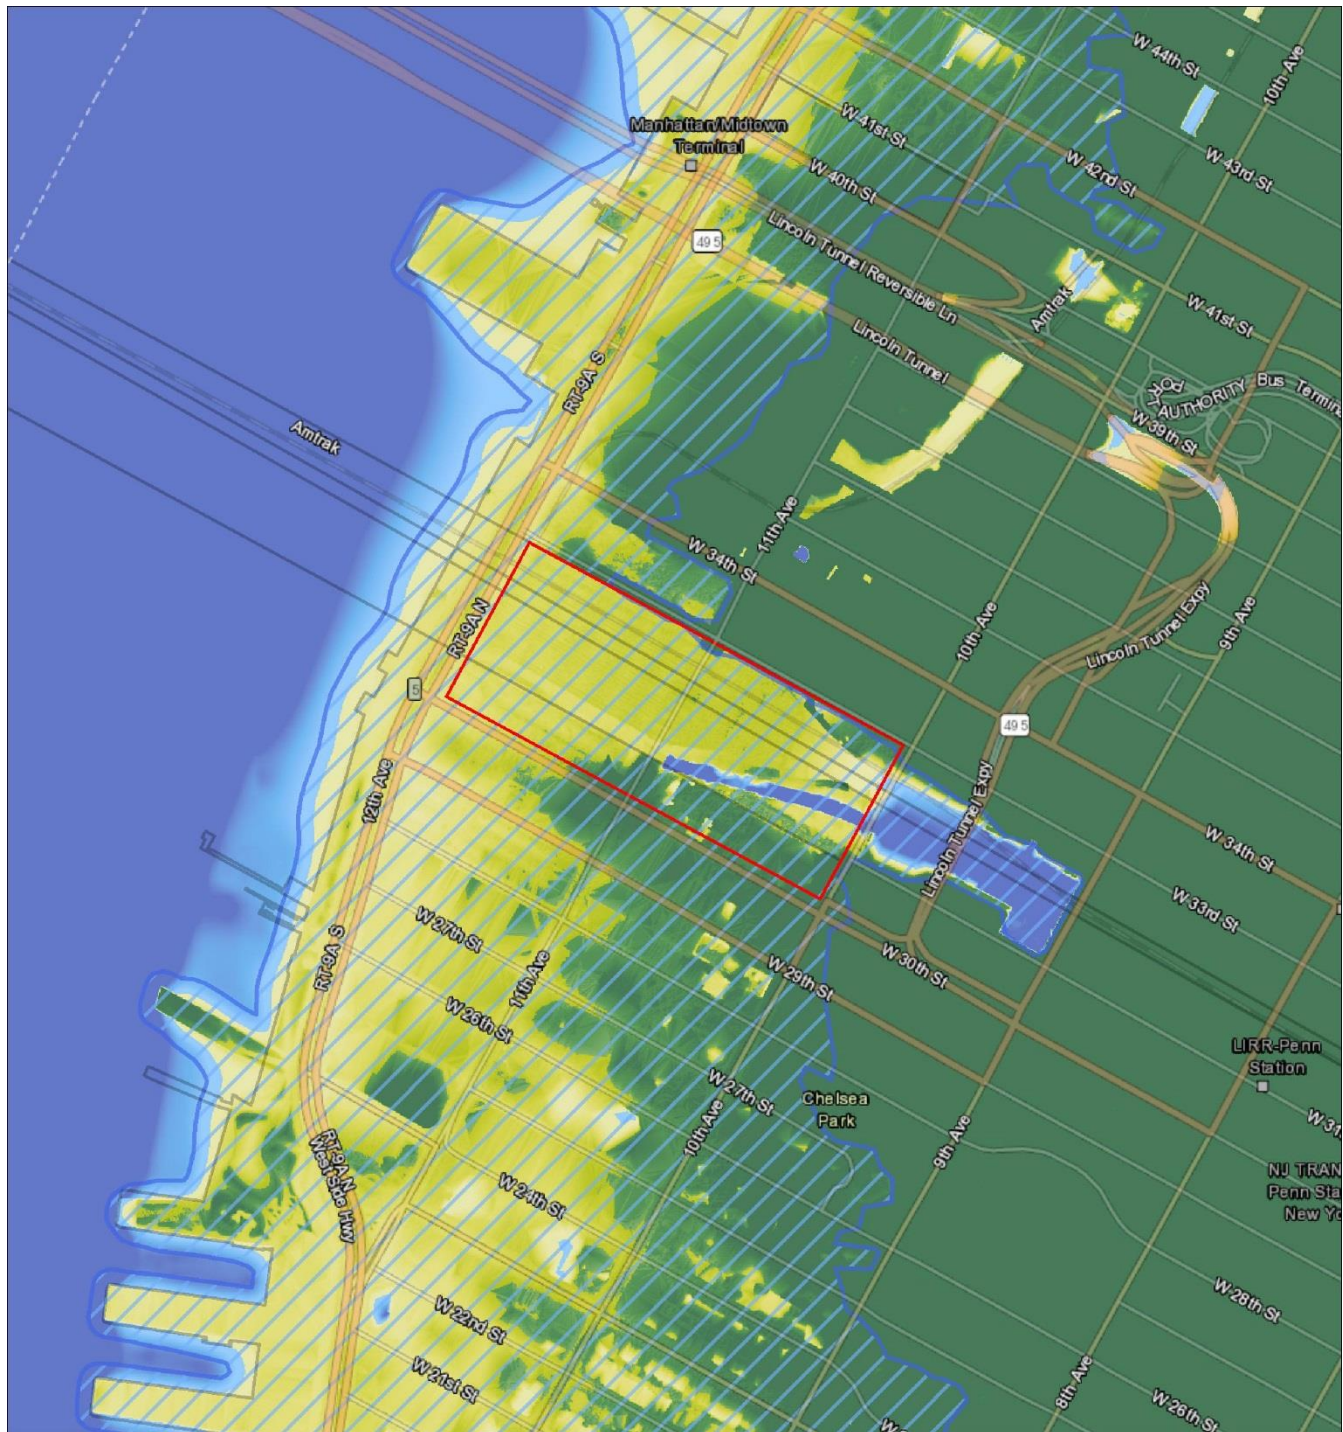 W 44th St
10th Ave
Manhattan/Midtown
Terminal
W 41st St
W 43rd St
W 42nd St
W 40th St
495
Lincoln Tunnel Reversible Ln
Amtrak
W 41st St
Lincoln Tunnel
RT-9A S
PORT
AUTHORITY Bus Termin
W 39th St
Amtrak
11th Ave
W 34th St
RT-9A N
10th Ave
9th Ave
Lincoln Tunnel Expy
5
495
12th Ave
Lincoln Tunnel Expy
W 34th St
W 33rd St
W 27th St
RT-9A S
11th Ave
W 29th St
W 30th St
W 26th St
LIRR-Penn
Station
W 27th St
Chelsea
Park
W 31
10th Ave
9th Ave
RT-9A N
West Side Hwy
NJ TRAN
Penn Sta
New Yo
W 24th St
W 28th St
W 22nd St
W 21st St
8th Ave
W 26th St